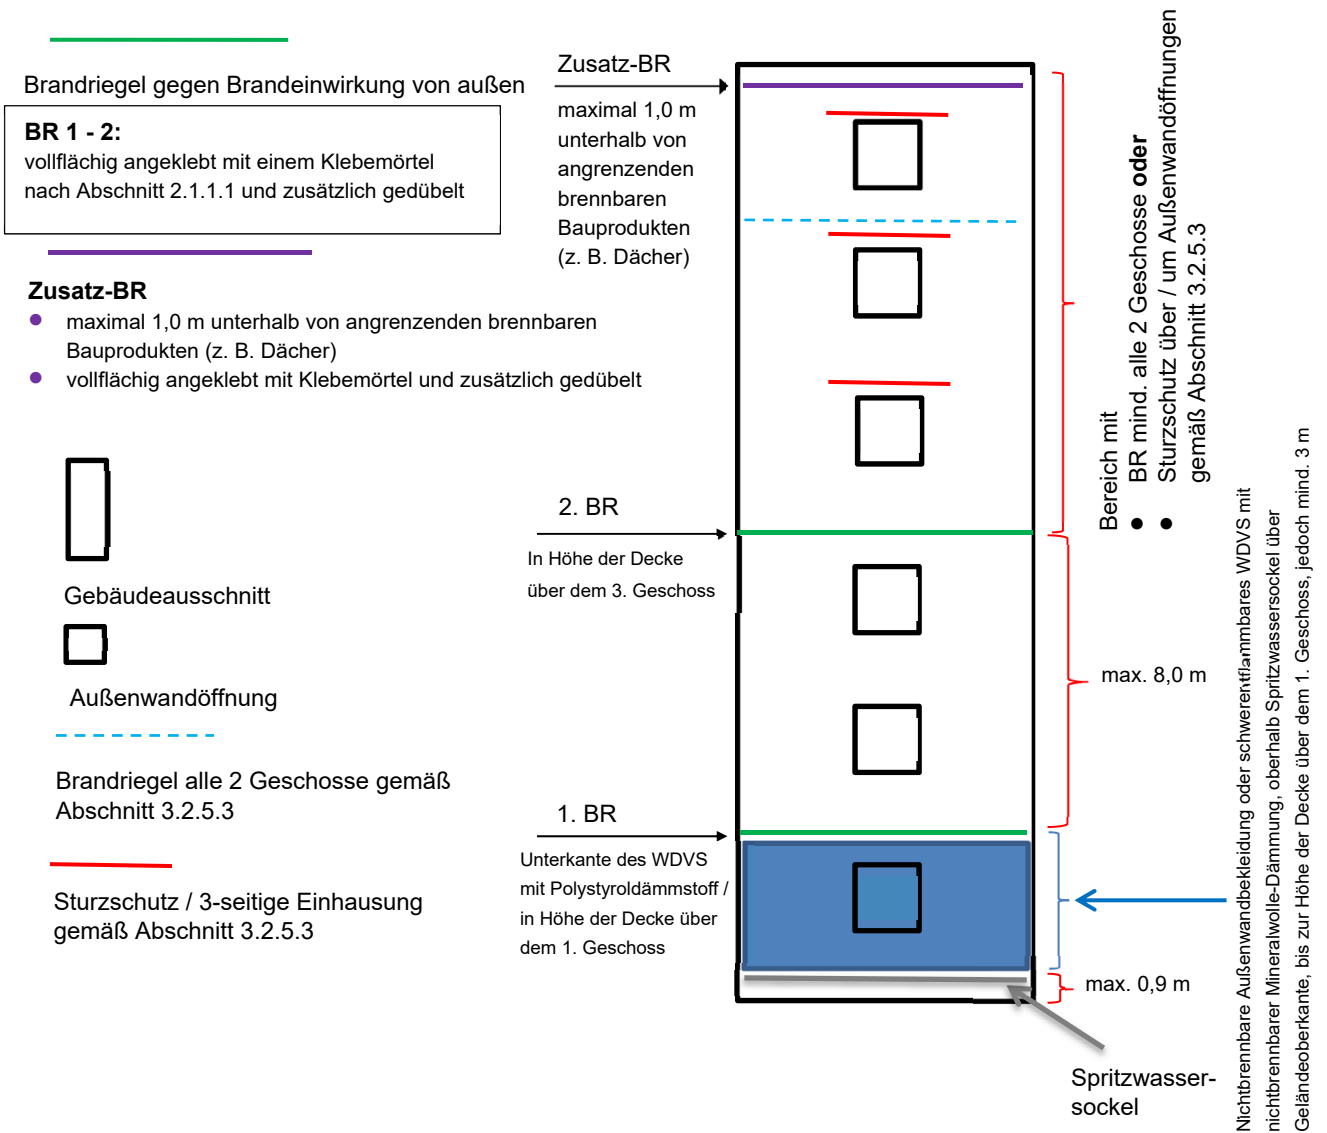 Brandriegel gegen Brandeinwirkung von außen
BR 1 - 2:
vollflächig angeklebt mit einem Klebemörtel
nach Abschnitt 2.1.1.1 und zusätzlich gedübelt
Zusatz-BR
● maximal 1,0 m unterhalb von angrenzenden brennbaren
Bauprodukten (z. B. Dächer)
● vollflächig angeklebt mit Klebemörtel und zusätzlich gedübelt
Gebäudeausschnitt
Außenwandöffnung
Brandriegel alle 2 Geschosse gemäß
Abschnitt 3.2.5.3
Sturzschutz / 3-seitige Einhausung
gemäß Abschnitt 3.2.5.3
Zusatz-BR
maximal 1,0 m
unterhalb von
angrenzenden
brennbaren
Bauprodukten
(z. B. Dächer)
2. BR
In Höhe der Decke
über dem 3. Geschoss
1. BR
Unterkante des WDVS
mit Polystyroldämmstoff /
in Höhe der Decke über
dem 1. Geschoss
Bereich mit
● BR mind. alle 2 Geschosse oder
● Sturzschutz über / um Außenwandöffnungen
gemäß Abschnitt 3.2.5.3
max. 8,0 m
max. 0,9 m
Spritzwasser-
sockel
Nichtbrennbare Außenwandbekleidung oder schwerentflammbares WDVS mit
nichtbrennbarer Mineralwolle-Dämmung, oberhalb Spritzwassersockel über
Geländeoberkante, bis zur Höhe der Decke über dem 1. Geschoss, jedoch mind. 3 m